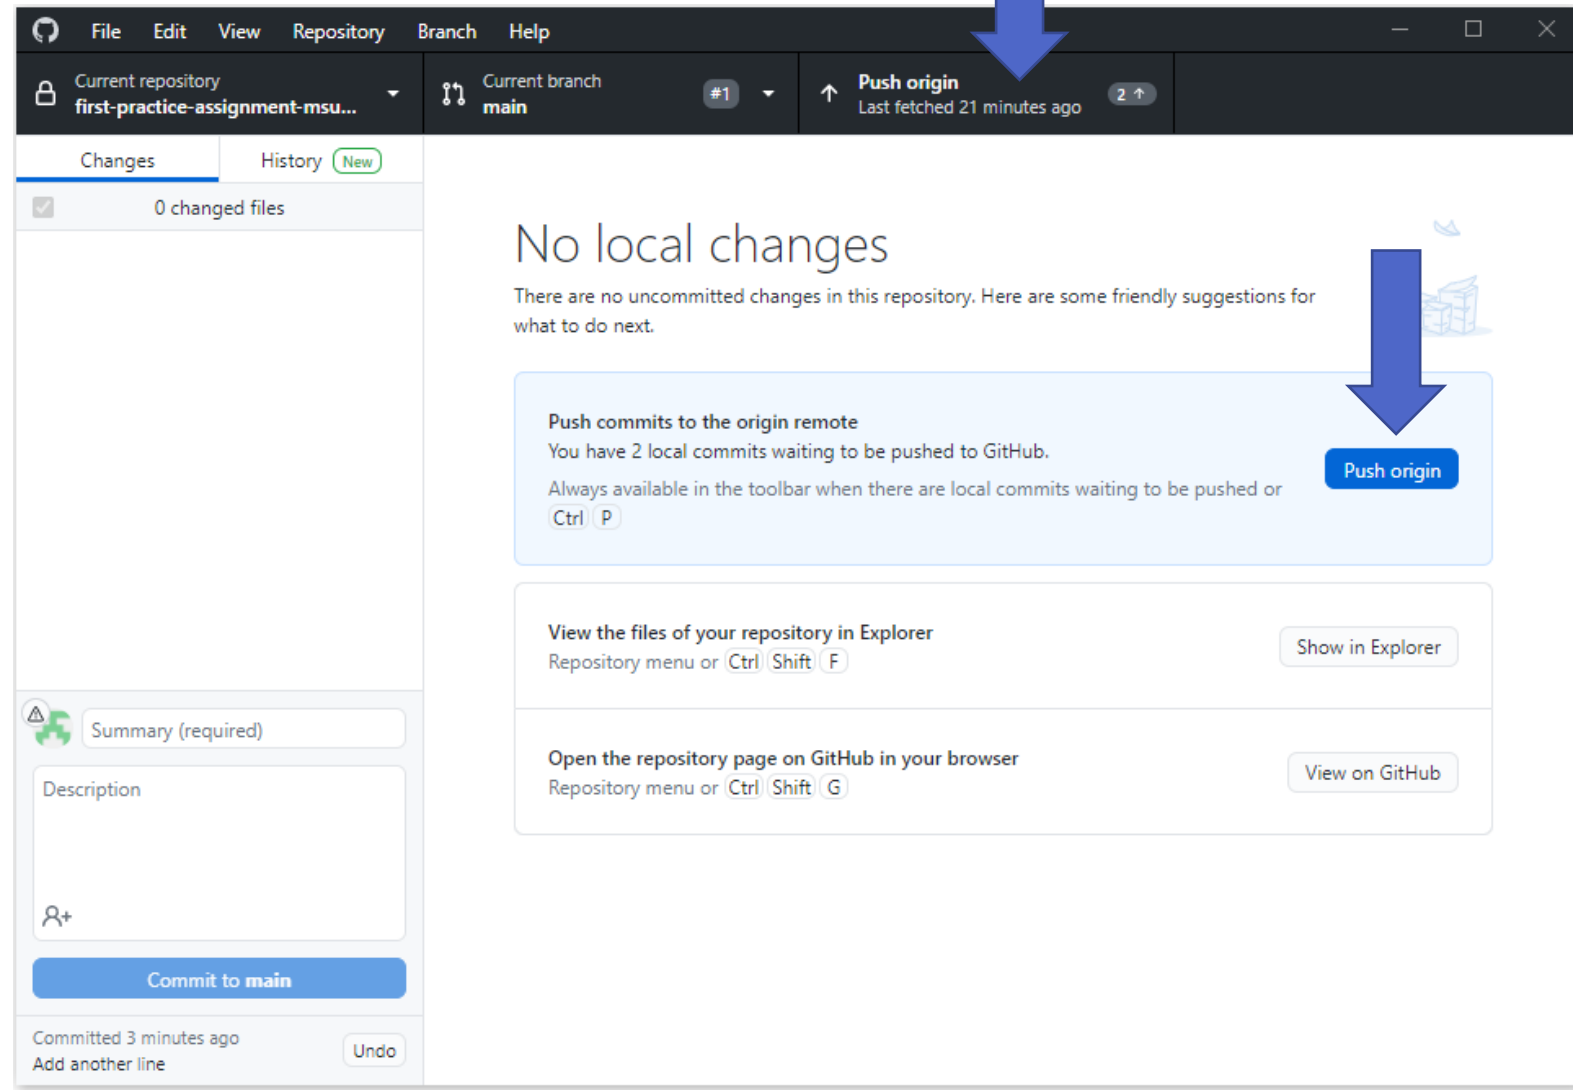 File Edit View Repository Branch Help
Current repository
first-practice-assignment-msu...
Current branch
main
#1
Push origin
Last fetched 21 minutes ago
2 ↑
Changes
History New
0 changed files
No local changes
There are no uncommitted changes in this repository. Here are some friendly suggestions for
what to do next.
Push commits to the origin remote
You have 2 local commits waiting to be pushed to GitHub.
Always available in the toolbar when there are local commits waiting to be pushed or
Ctrl P
Push origin
View the files of your repository in Explorer
Repository menu or Ctrl Shift F
Show in Explorer
Open the repository page on GitHub in your browser
Repository menu or Ctrl Shift G
View on GitHub
Summary (required)
Description
Commit to main
Committed 3 minutes ago
Add another line
Undo